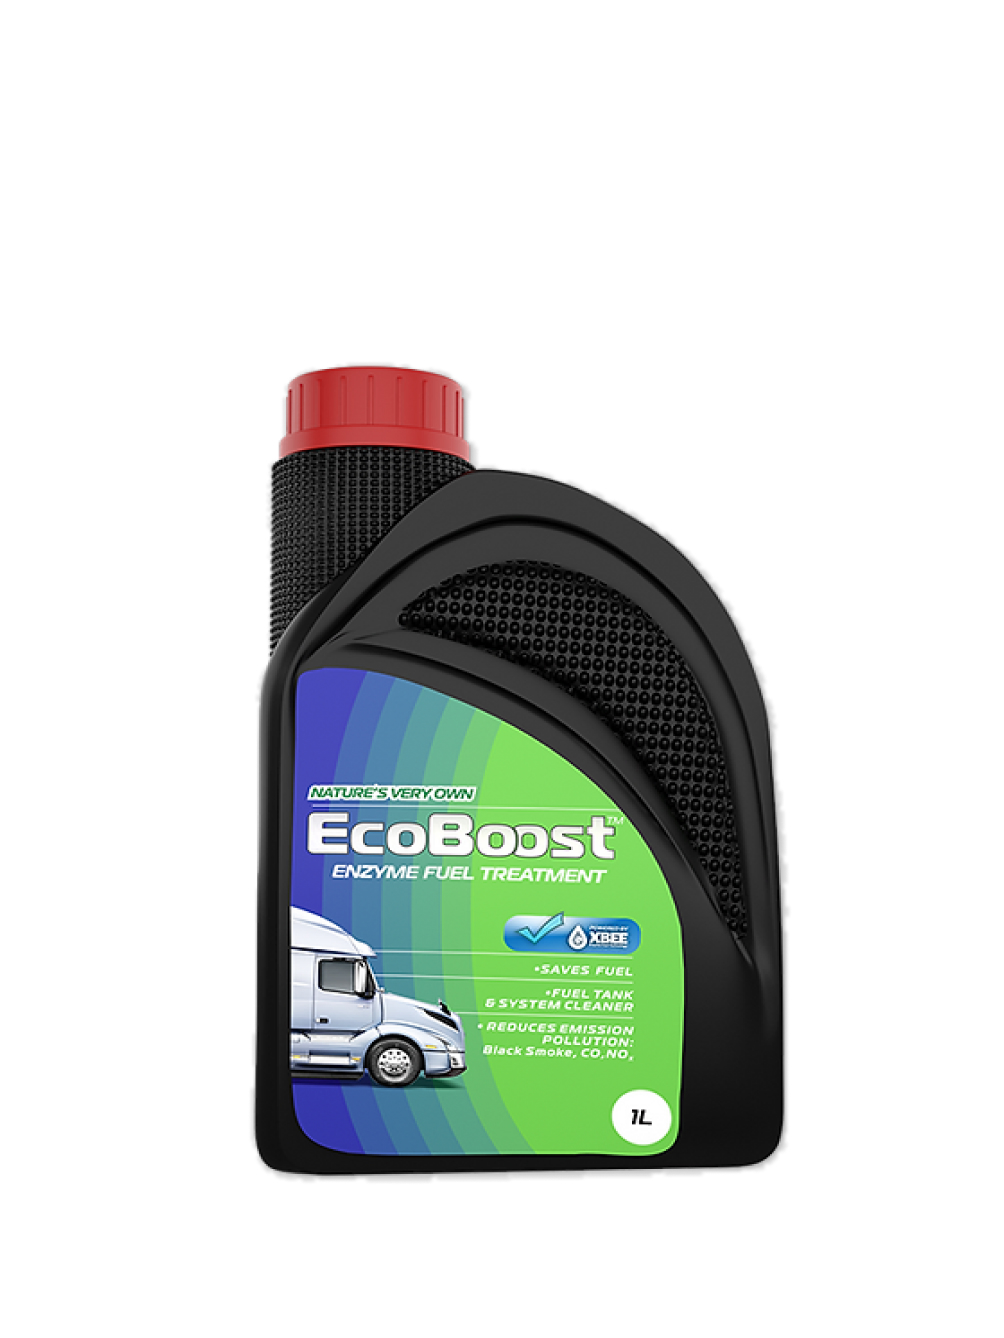 NATURE'S VERY OWN
EcoBoost™
ENZYME FUEL TREATMENT
POWERED BY
XBEE
•SAVES FUEL
•FUEL TANK
& SYSTEM CLEANER
• REDUCES EMISSION
POLLUTION:
Black Smoke, CO,NOx
1L